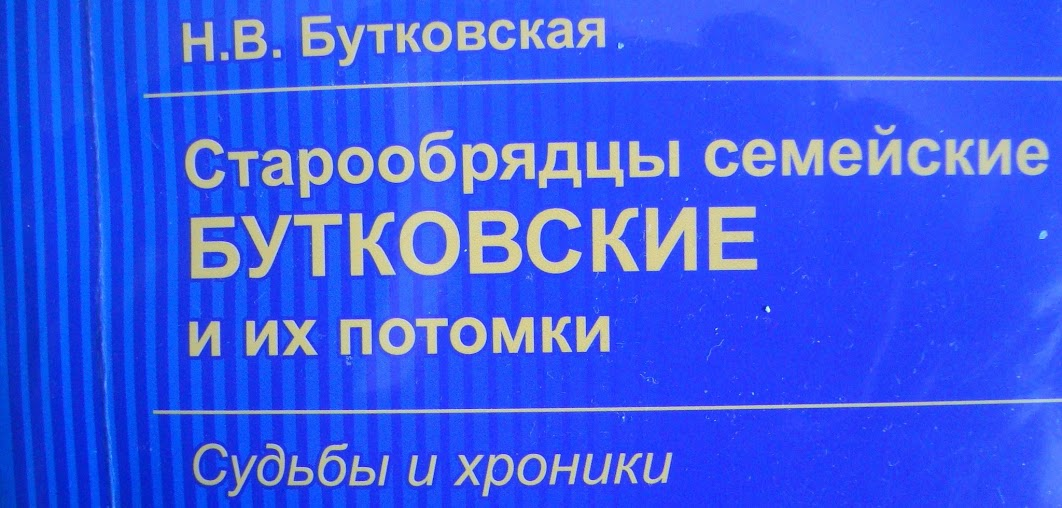 Н.В. Бутковская
Старообрядцы семейские
БУТКОВСКИЕ
и их потомки
Судьбы и хроники